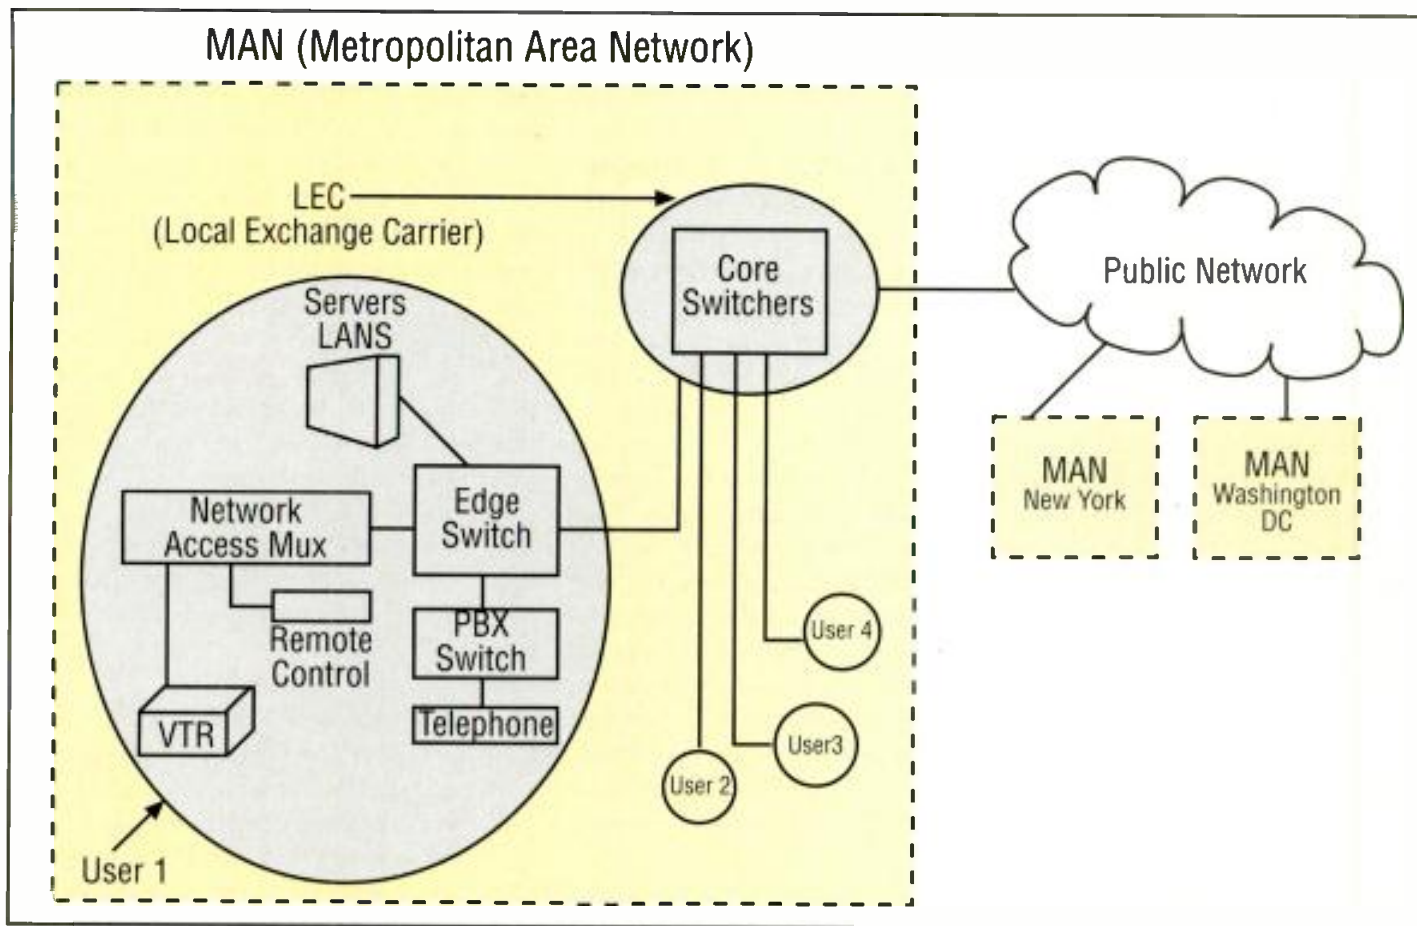 MAN (Metropolitan Area Network)
LEC
(Local Exchange Carrier)
Core
Switchers
Public Network
Servers
LANS
Edge
Switch
Network
Access Mux
MAN
New York
MAN
Washington
DC
Remote
Control
PBX
Switch
User 4
VTR
Telephone
User3
User 2
User 1